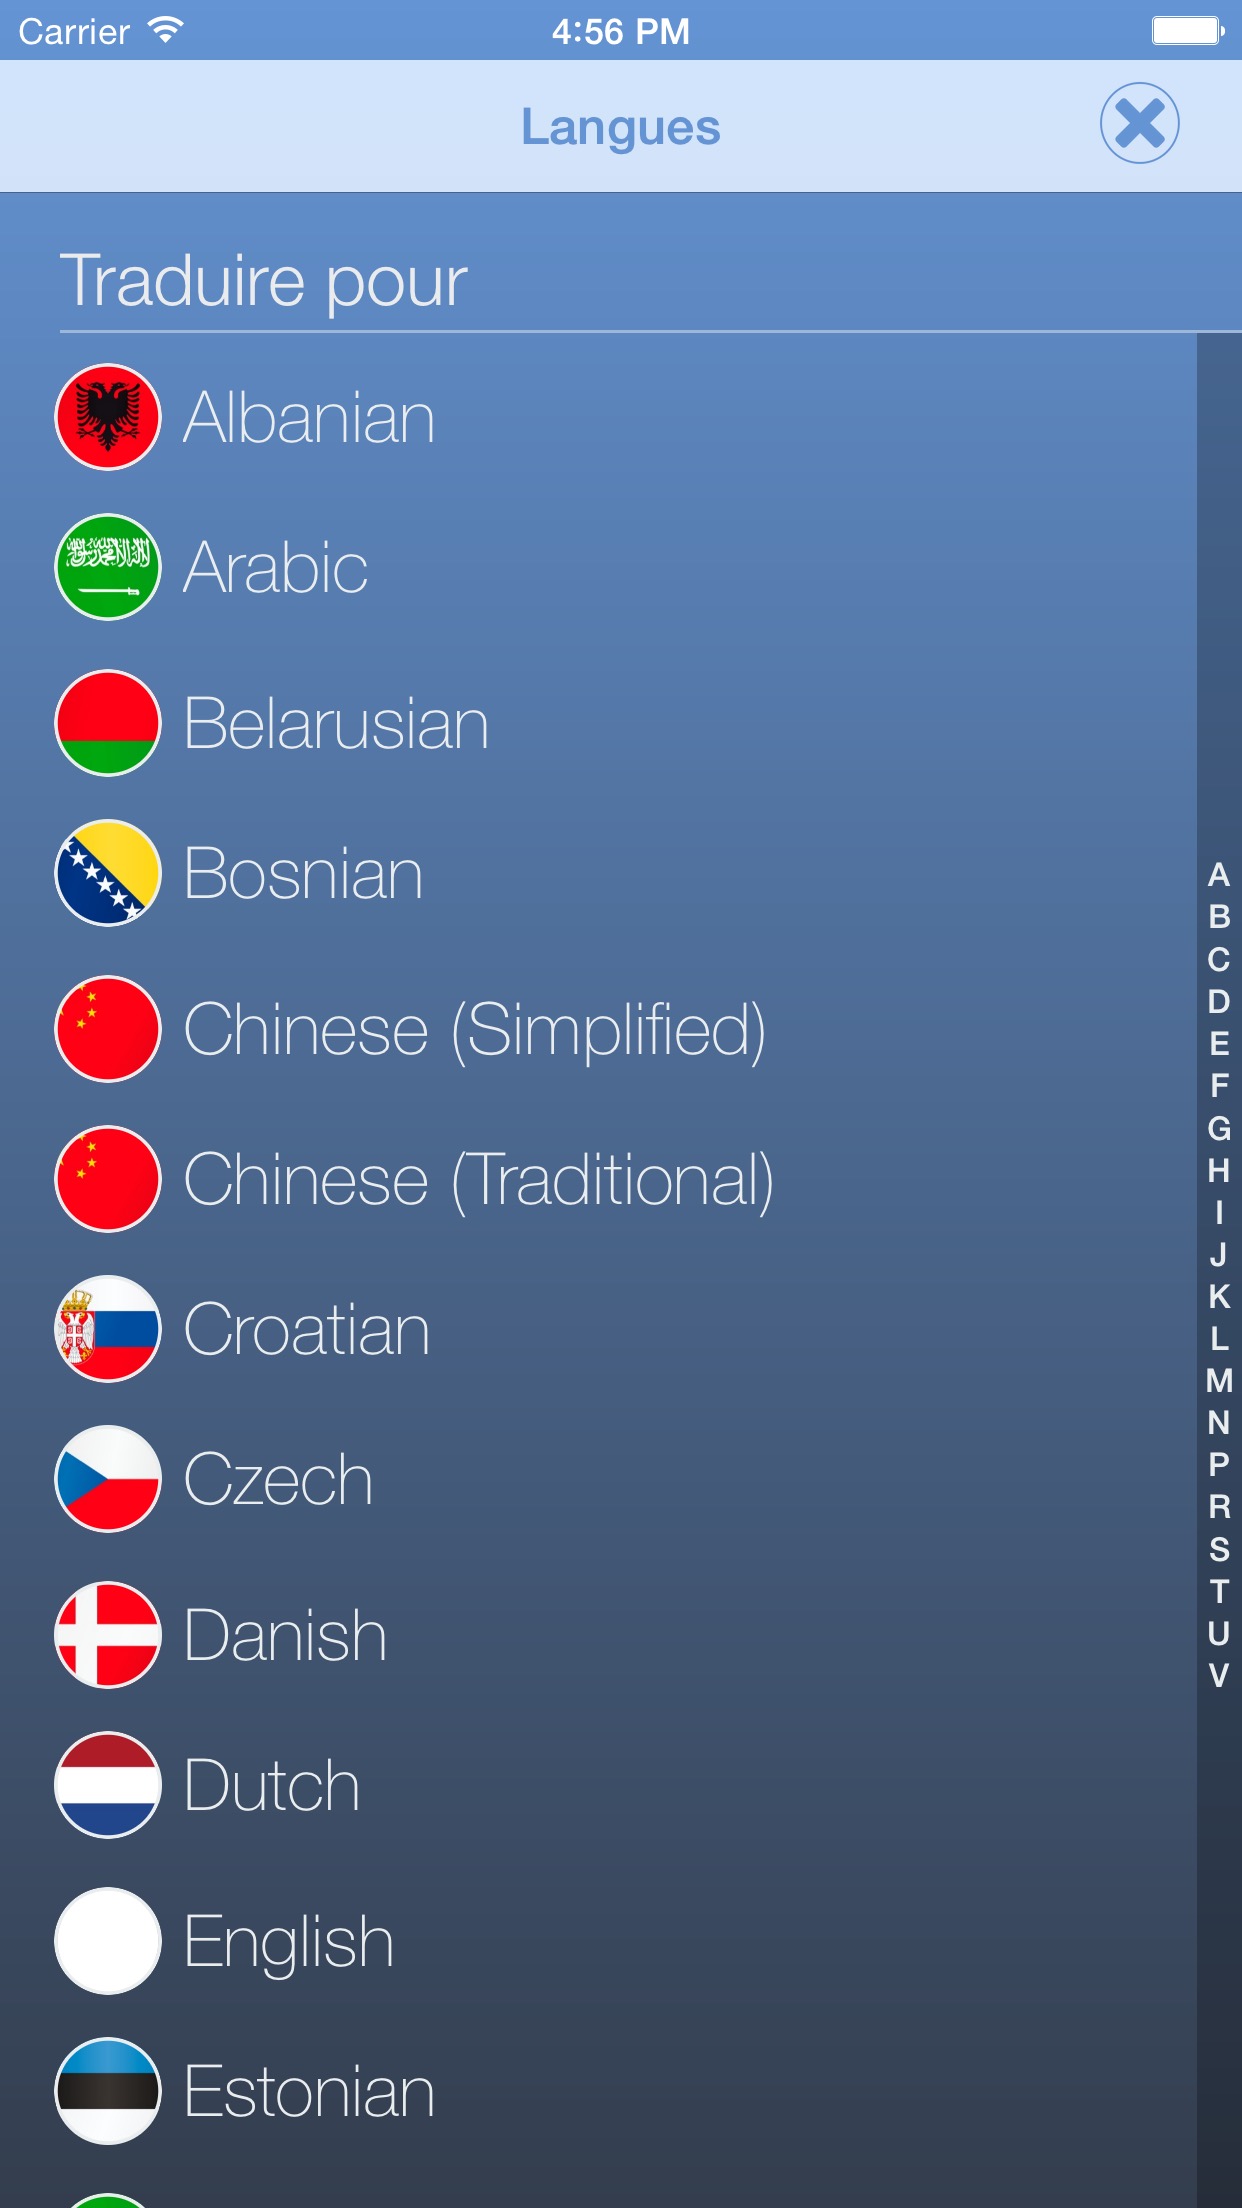 Carrier 4:56 PM
Langues
Traduire pour
Albanian
Arabic
Belarusian
Bosnian
Chinese (Simplified)
Chinese (Traditional)
Croatian
Czech
Danish
Dutch
English
Estonian
A
B
C
D
E
F
G
H
I
J
K
L
M
N
P
R
S
T
U
V